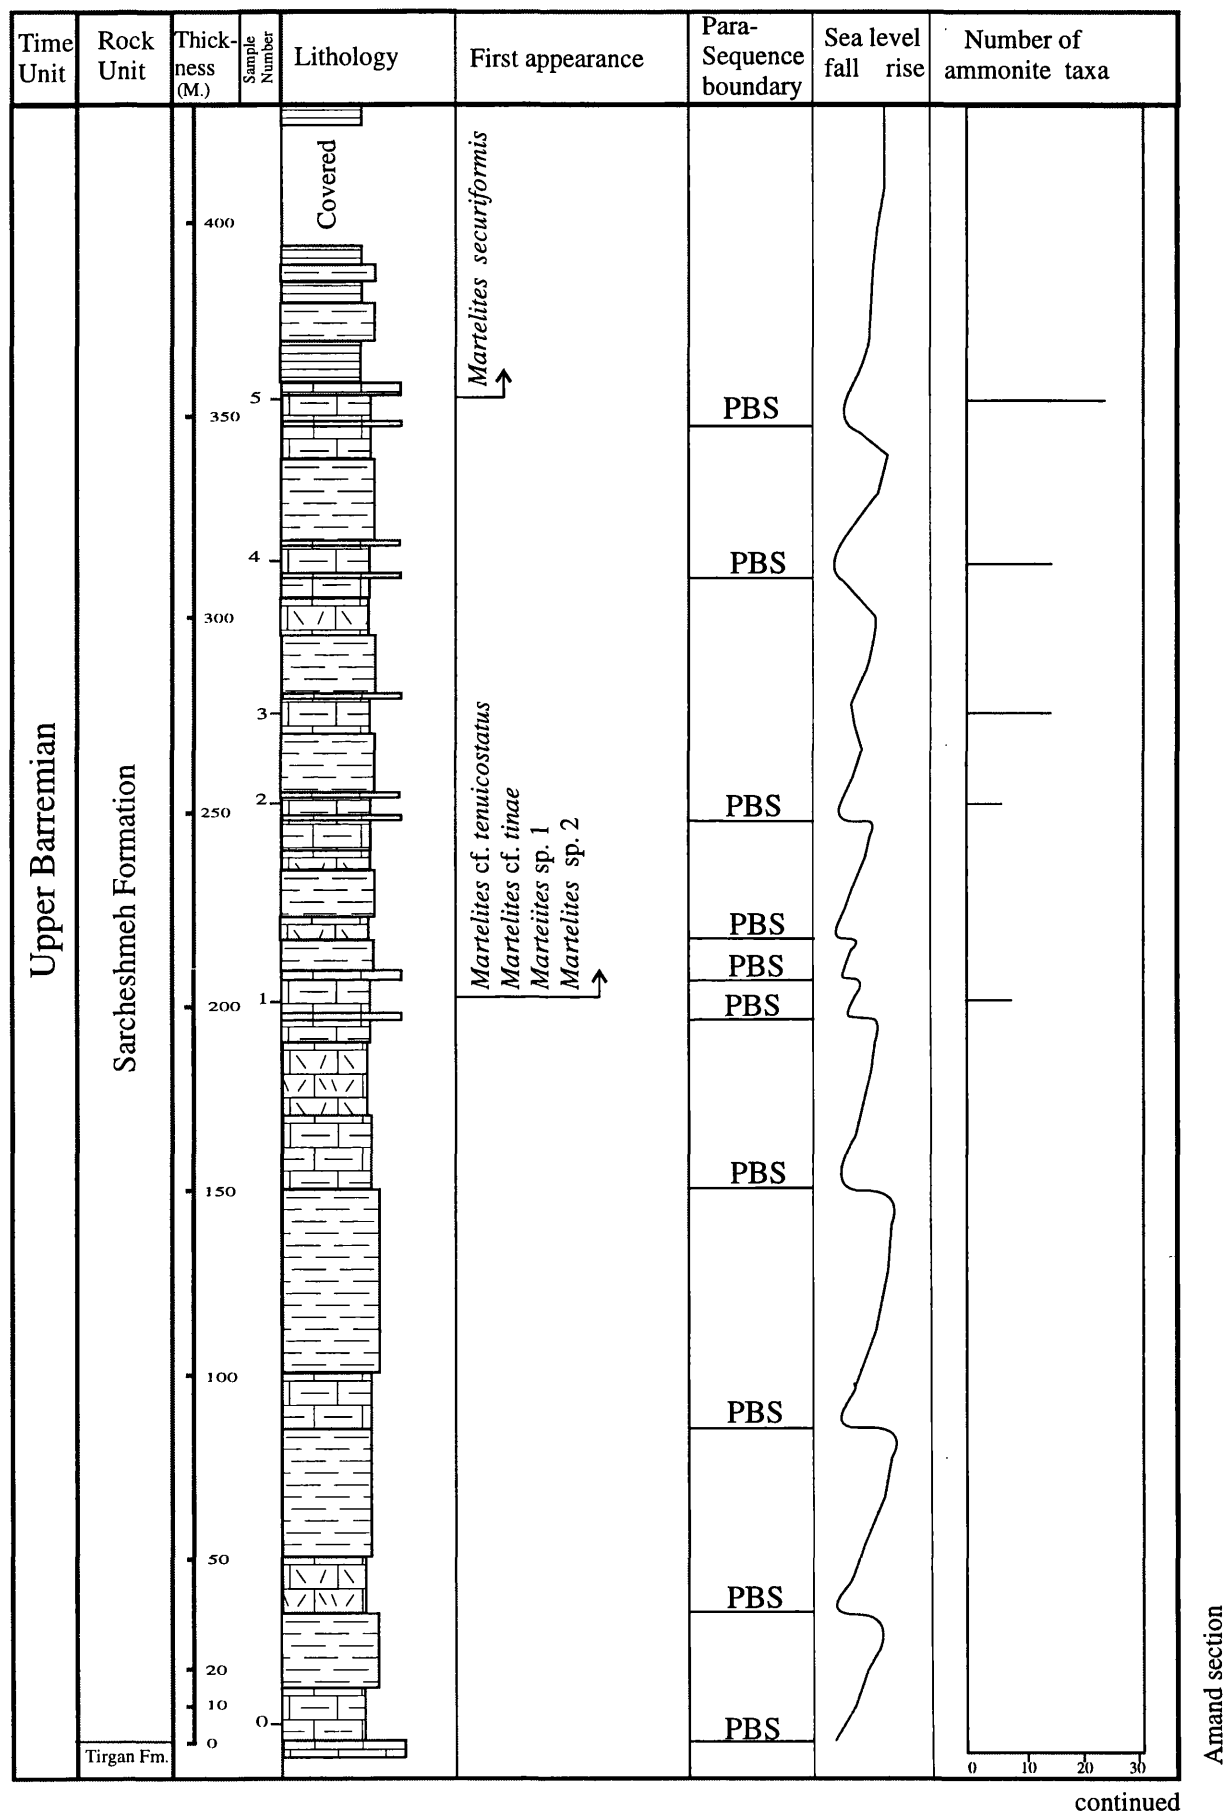 Time
Unit
Rock
Unit
Thick-
ness
(M.)
Sample
Number
Lithology
First appearance
Para-
Sequence
boundary
Sea level
fall rise
Number of
ammonite taxa
Upper Barremian
Sarcheshmeh Formation
Tirgan Fm.
400
350
300
250
200
150
100
50
20
10
0
5
4
3
2
1
0
Covered
Martelites securiformis
Martelites cf. tenuicostatus
Martelites cf. tinae
Marteiites sp. 1
Martelites sp. 2
PBS
PBS
PBS
PBS
PBS
PBS
PBS
PBS
PBS
PBS
0 10 20 30
Amand section
continued